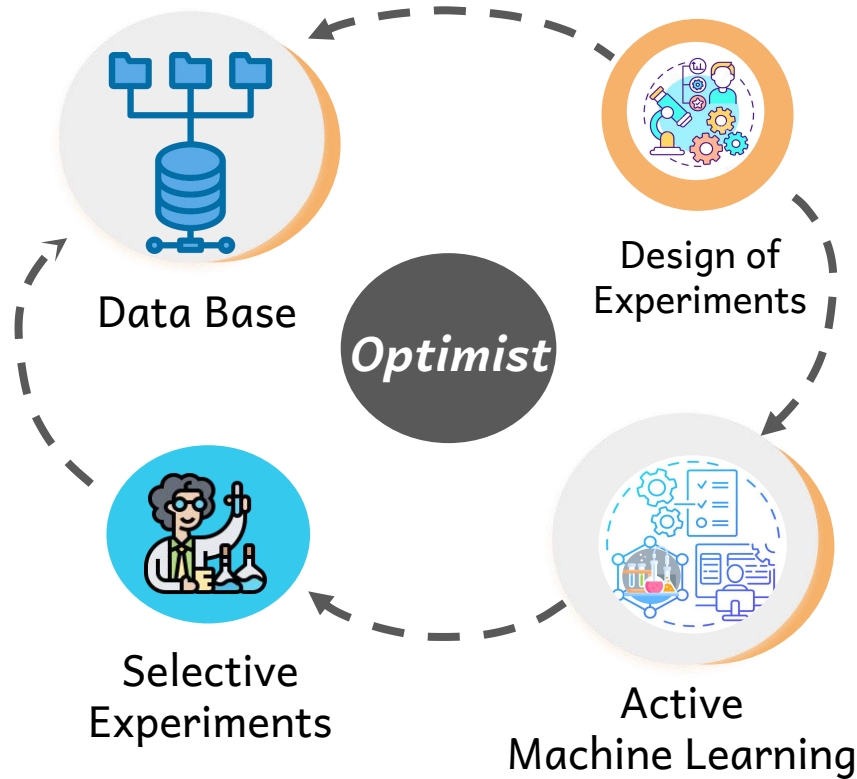 Data Base
Design of
Experiments
Optimist
Selective
Experiments
Active
Machine Learning